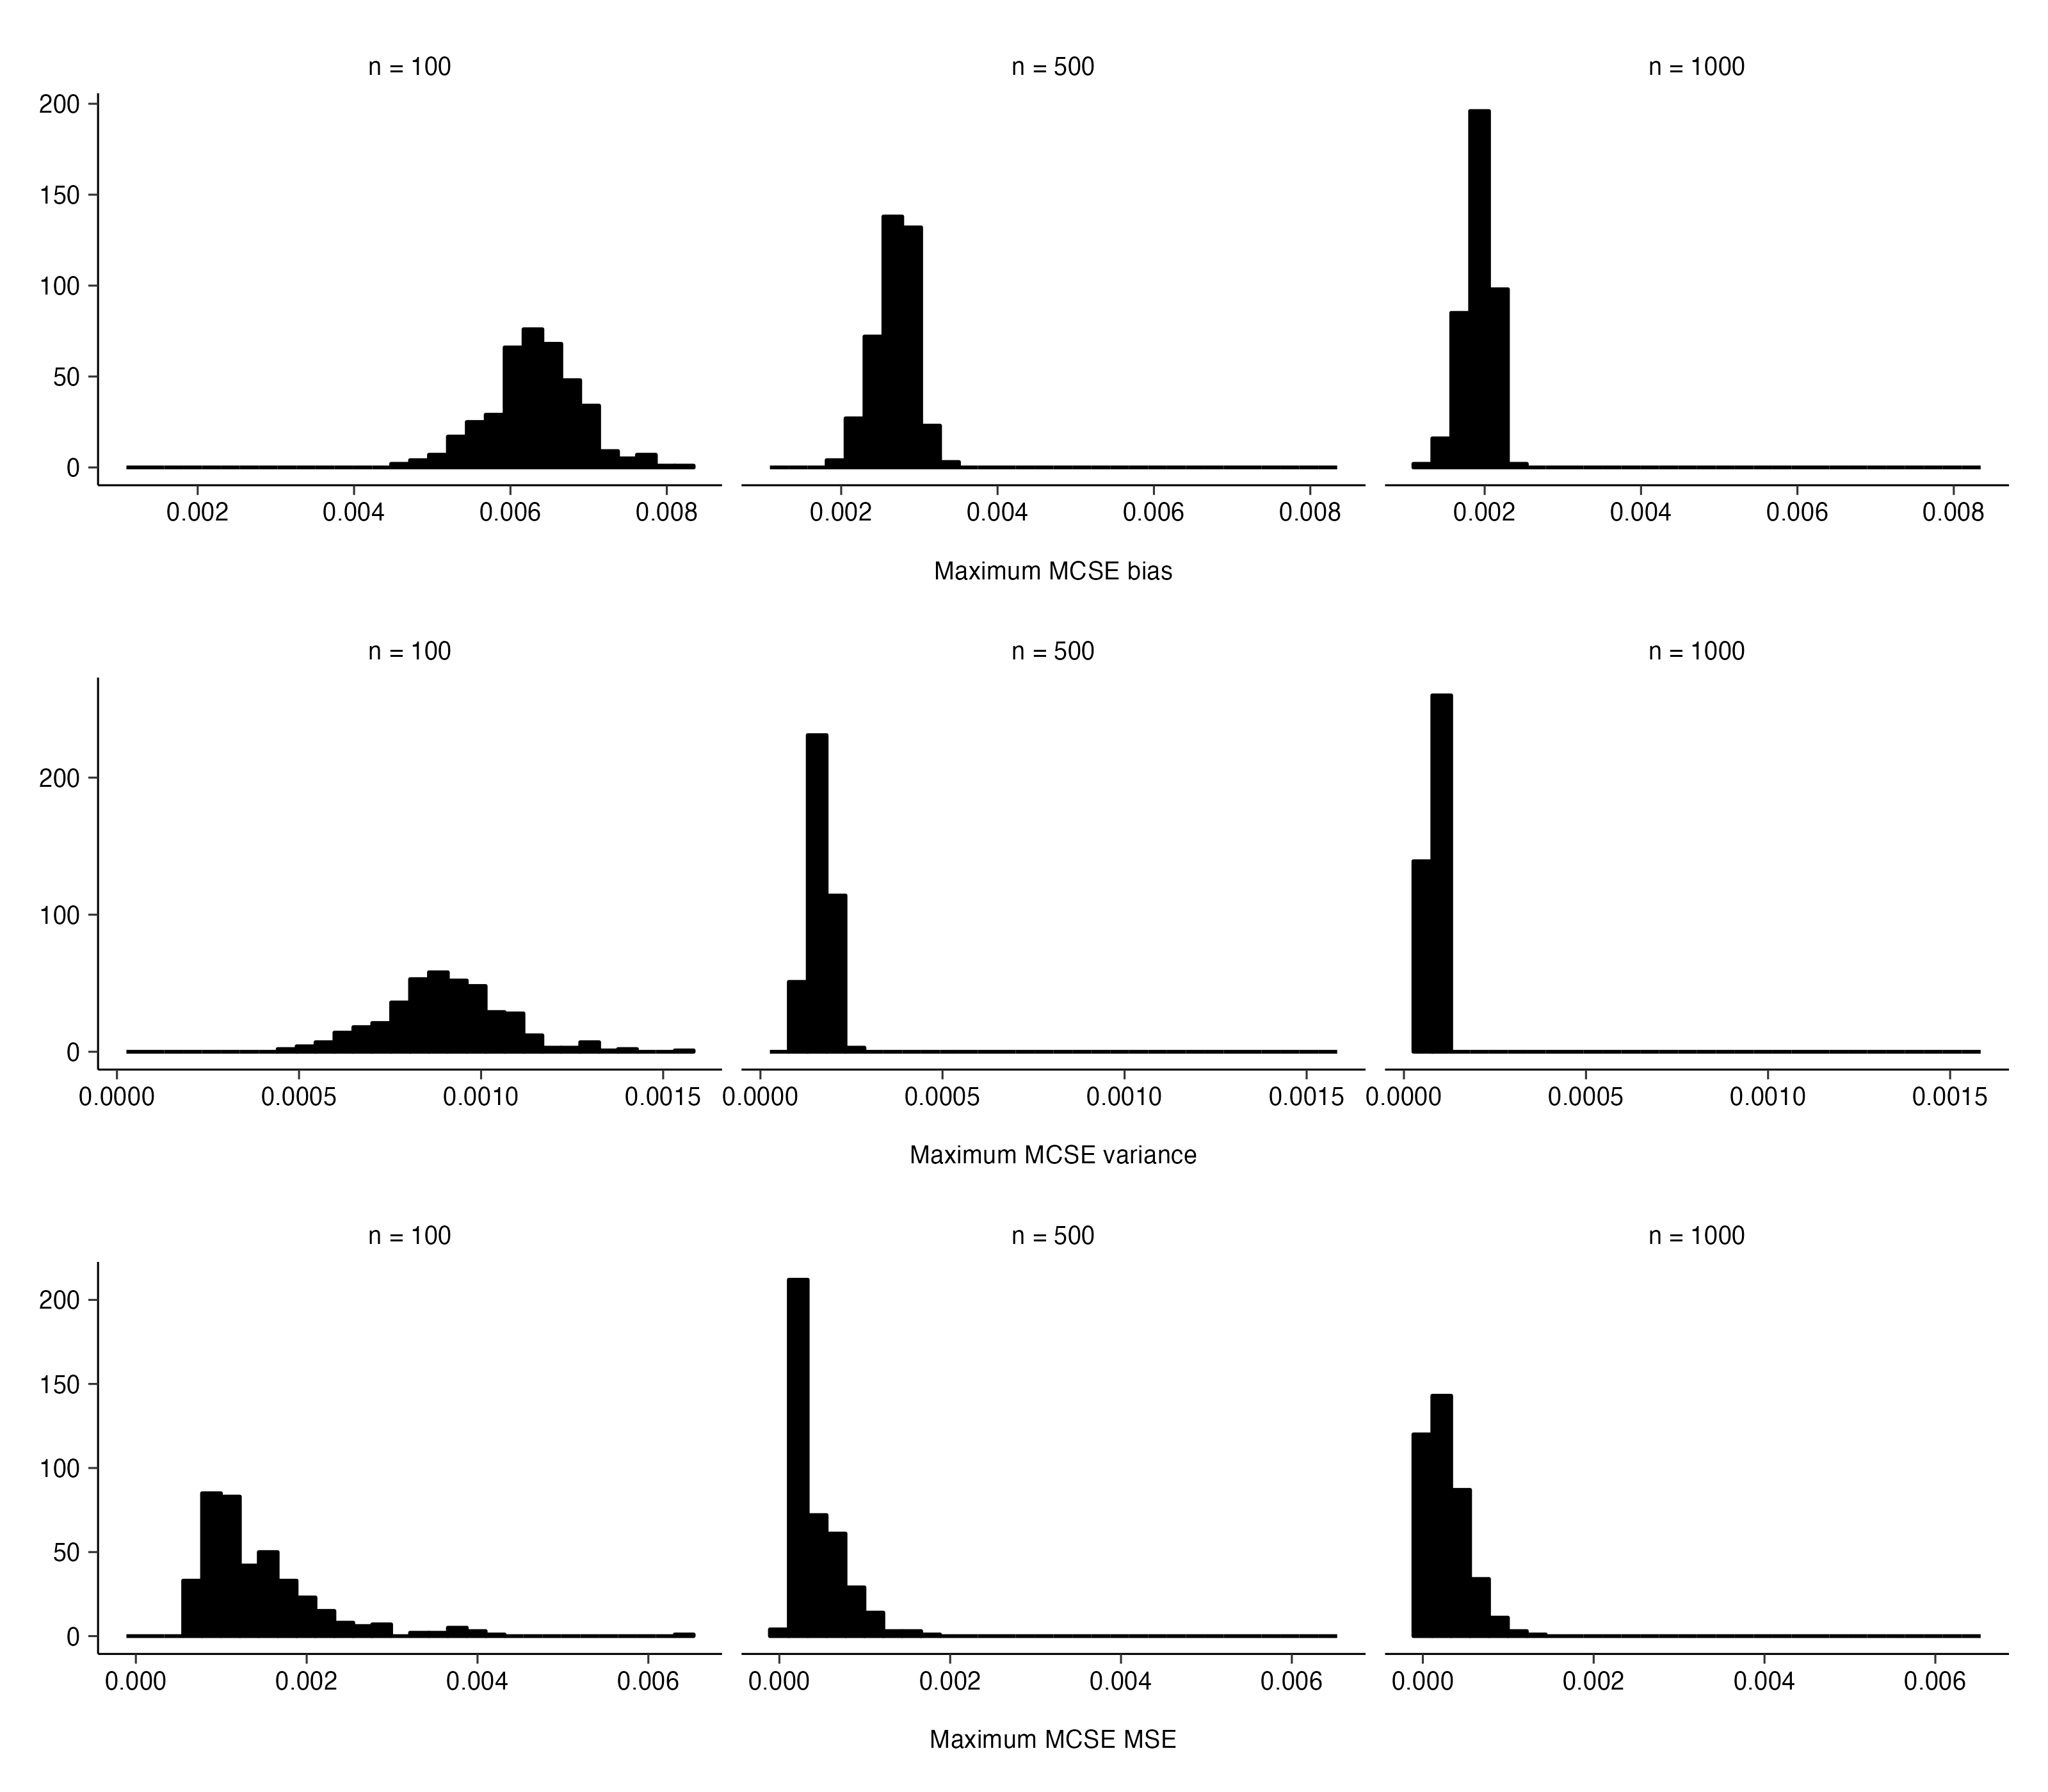 n = 100 n = 500 n = 1000
200
150
100
50
0
0.002 0.004 0.006 0.008 0.002 0.004 0.006 0.008 0.002 0.004 0.006 0.008
Maximum MCSE bias
n = 100 n = 500 n = 1000
200
100
0
0.0000 0.0005 0.0010 0.0015 0.0000 0.0005 0.0010 0.0015 0.0000 0.0005 0.0010 0.0015
Maximum MCSE variance
n = 100 n = 500 n = 1000
200
150
100
50
0
0.000 0.002 0.004 0.006 0.000 0.002 0.004 0.006 0.000 0.002 0.004 0.006
Maximum MCSE MSE